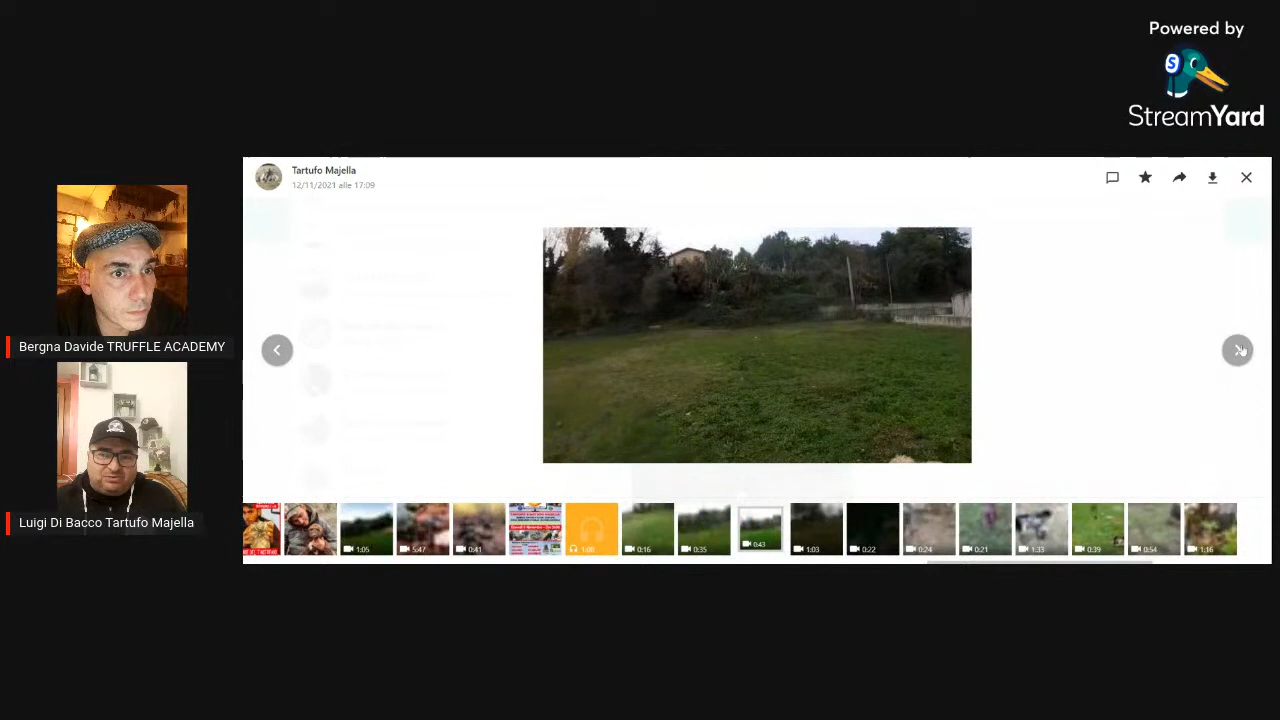 Powered by
StreamYard
Tartufo Majella
12/11/2021 alle 17:09
Bergna Davide TRUFFLE ACADEMY
Luigi Di Bacco Tartufo Majella
1:05
5:47
0:41
1:00
0:16
0:35
0:43
1:03
0:22
0:24
0:21
1:33
0:39
0:54
1:16